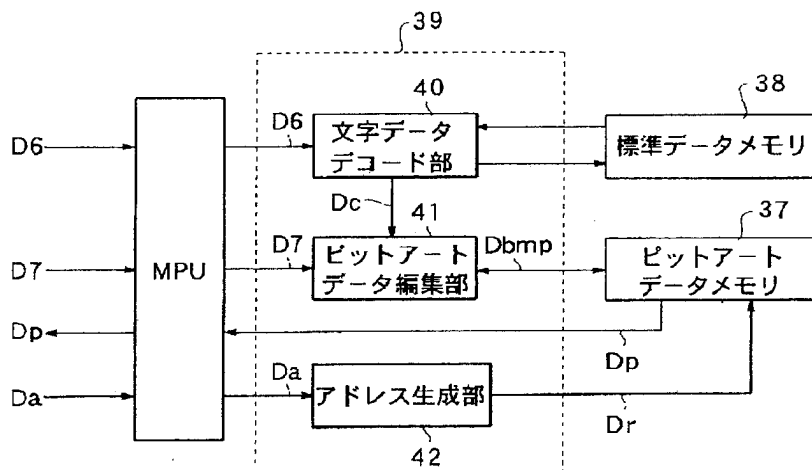 39
40
38
D6
D6
文字データ
デコード部
標準データメモリ
Dc
41
37
D7
MPU
D7
ピットアート
データ編集部
Dbmp
ピットアート
データメモリ
Dp
Dp
Da
Da
アドレス生成部
Dr
42